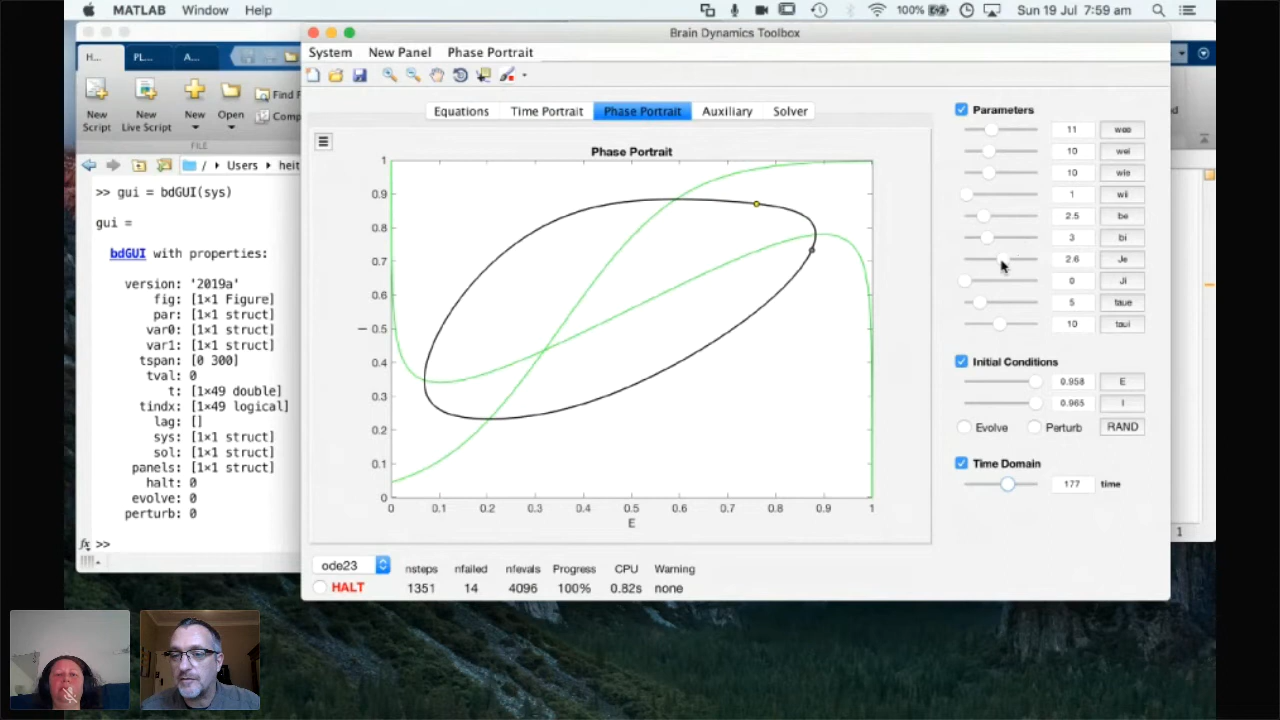 MATLAB Window Help 100% Sun 19 Jul 7:59 am
Brain Dynamics Toolbox
System New Panel Phase Portrait
H... PL... A...
New Script
New Live Script
New
Open
Find F
Comp
FILE
/ Users heit
Equations Time Portrait Phase Portrait Auxiliary Solver
>> gui = bdGUI(sys)
gui =
bdGUI with properties:
version: '2019a'
fig: [1×1 Figure]
par: [1×1 struct]
var0: [1×1 struct]
var1: [1×1 struct]
tspan: [0 300]
tval: 0
t: [1×49 double]
tindx: [1×49 logical]
lag: []
sys: [1×1 struct]
sol: [1×1 struct]
panels: [1×1 struct]
halt: 0
evolve: 0
perturb: 0
fx >>
Phase Portrait
1
0.9
0.8
0.7
0.6
0.5
0.4
0.3
0.2
0.1
0
I
0 0.1 0.2 0.3 0.4 0.5 0.6 0.7 0.8 0.9 1
E
Parameters
11 wee
10 wei
10 wie
1 wii
2.5 be
3 bi
2.6 Je
0 Ji
5 taue
10 taui
Initial Conditions
0.958 E
0.965 I
Evolve Perturb RAND
Time Domain
177 time
ode23 nsteps nfailed nfevals Progress CPU Warning
HALT 1351 14 4096 100% 0.82s none
1